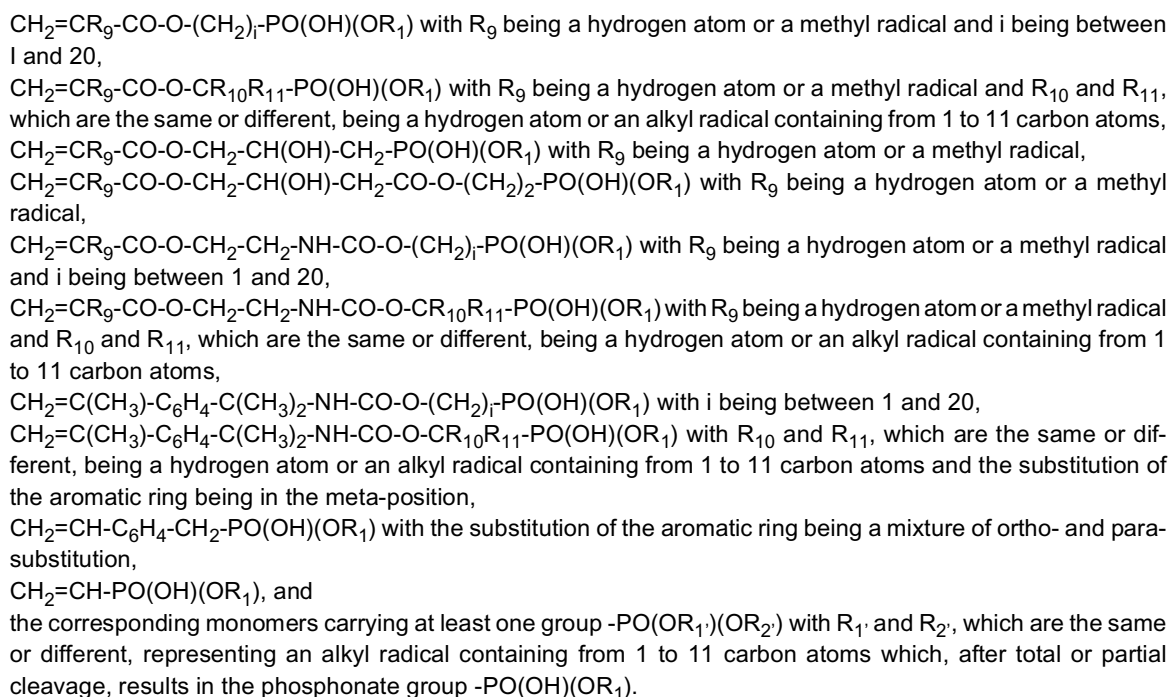 CH₂=CR₉-CO-O-(CH₂)ᵢ-PO(OH)(OR₁) with R₉ being a hydrogen atom or a methyl radical and i being between
I and 20,
CH₂=CR₉-CO-O-CR₁₀R₁₁-PO(OH)(OR₁) with R₉ being a hydrogen atom or a methyl radical and R₁₀ and R₁₁,
which are the same or different, being a hydrogen atom or an alkyl radical containing from 1 to 11 carbon atoms,
CH₂=CR₉-CO-O-CH₂-CH(OH)-CH₂-PO(OH)(OR₁) with R₉ being a hydrogen atom or a methyl radical,
CH₂=CR₉-CO-O-CH₂-CH(OH)-CH₂-CO-O-(CH₂)₂-PO(OH)(OR₁) with R₉ being a hydrogen atom or a methyl
radical,
CH₂=CR₉-CO-O-CH₂-CH₂-NH-CO-O-(CH₂)ᵢ-PO(OH)(OR₁) with R₉ being a hydrogen atom or a methyl radical
and i being between 1 and 20,
CH₂=CR₉-CO-O-CH₂-CH₂-NH-CO-O-CR₁₀R₁₁-PO(OH)(OR₁) with R₉ being a hydrogen atom or a methyl radical
and R₁₀ and R₁₁, which are the same or different, being a hydrogen atom or an alkyl radical containing from 1
to 11 carbon atoms,
CH₂=C(CH₃)-C₆H₄-C(CH₃)₂-NH-CO-O-(CH₂)ᵢ-PO(OH)(OR₁) with i being between 1 and 20,
CH₂=C(CH₃)-C₆H₄-C(CH₃)₂-NH-CO-O-CR₁₀R₁₁-PO(OH)(OR₁) with R₁₀ and R₁₁, which are the same or dif-
ferent, being a hydrogen atom or an alkyl radical containing from 1 to 11 carbon atoms and the substitution of
the aromatic ring being in the meta-position,
CH₂=CH-C₆H₄-CH₂-PO(OH)(OR₁) with the substitution of the aromatic ring being a mixture of ortho- and para-
substitution,
CH₂=CH-PO(OH)(OR₁), and
the corresponding monomers carrying at least one group -PO(OR₁')(OR₂') with R₁' and R₂', which are the same
or different, representing an alkyl radical containing from 1 to 11 carbon atoms which, after total or partial
cleavage, results in the phosphonate group -PO(OH)(OR₁).